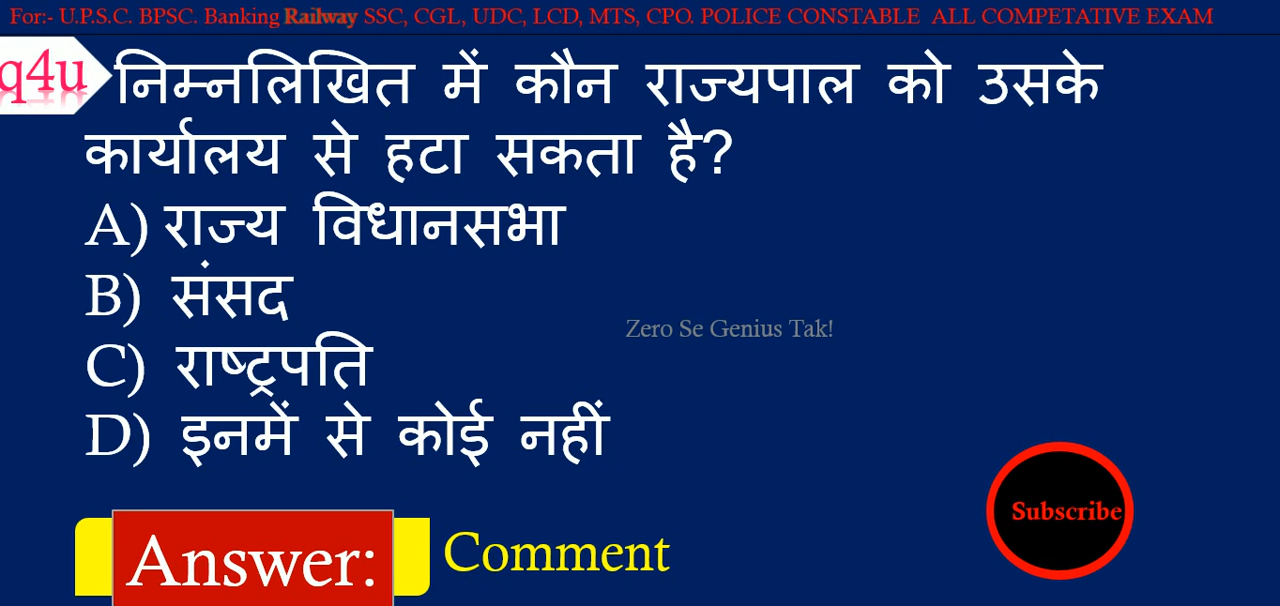 For:- U.P.S.C. BPSC. Banking Railway SSC, CGL, UDC, LCD, MTS, CPO. POLICE CONSTABLE ALL COMPETATIVE EXAM
q4u निम्नलिखित में कौन राज्यपाल को उसके
कार्यालय से हटा सकता है?
A) राज्य विधानसभा
B) संसद
Zero Se Genius Tak!
C) राष्ट्रपति
D) इनमें से कोई नहीं
Subscribe
Answer: Comment